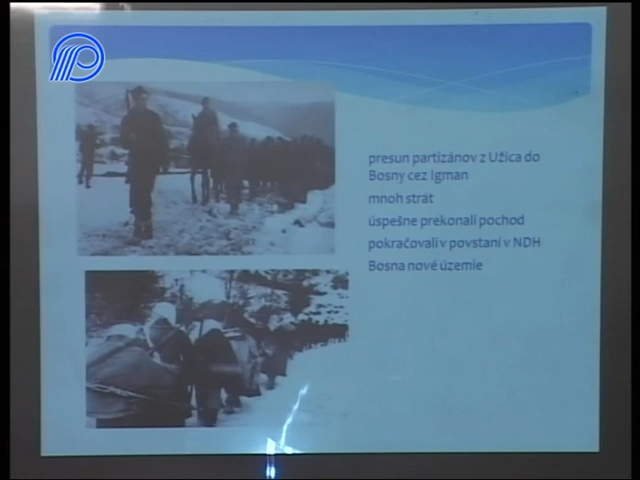 presun partizánov z Užica do
Bosny cez Igman
mnoh strát
úspešne prekonali pochod
pokračovali v povstaní v NDH
Bosna nové územie